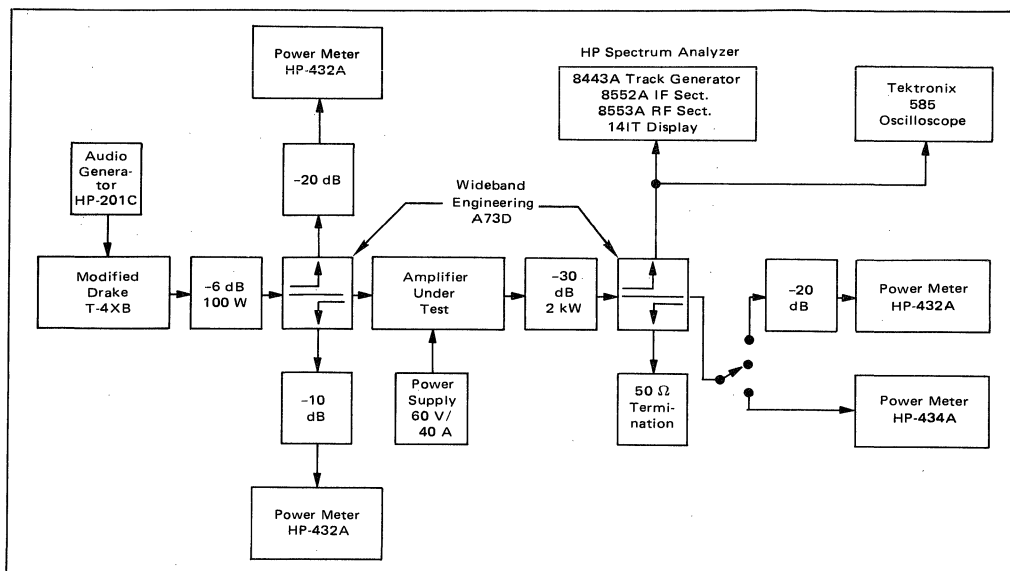 Power Meter
HP-432A
HP Spectrum Analyzer
8443A Track Generator
8552A IF Sect.
8553A RF Sect.
14IT Display
Tektronix
585
Oscilloscope
Audio
Genera-
tor
HP-201C
-20 dB
Wideband
Engineering
A73D
Modified
Drake
T-4XB
-6 dB
100 W
Amplifier
Under
Test
-30
dB
2 kW
-20
dB
Power Meter
HP-432A
-10
dB
Power
Supply
60 V/
40 A
50 Ω
Termi-
nation
Power Meter
HP-434A
Power Meter
HP-432A